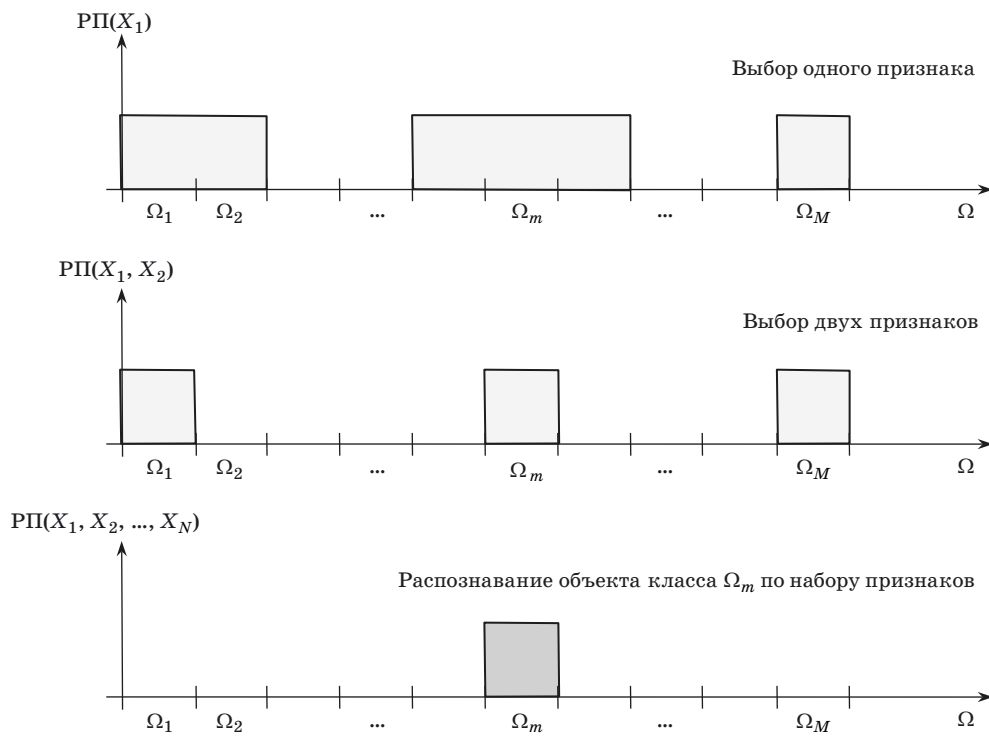 РП(X₁)
Выбор одного признака
Ω₁ Ω₂ ... Ωₘ ... Ω_M Ω
РП(X₁, X₂)
Выбор двух признаков
Ω₁ Ω₂ ... Ωₘ ... Ω_M Ω
РП(X₁, X₂, ..., X_N)
Распознавание объекта класса Ωₘ по набору признаков
Ω₁ Ω₂ ... Ωₘ ... Ω_M Ω